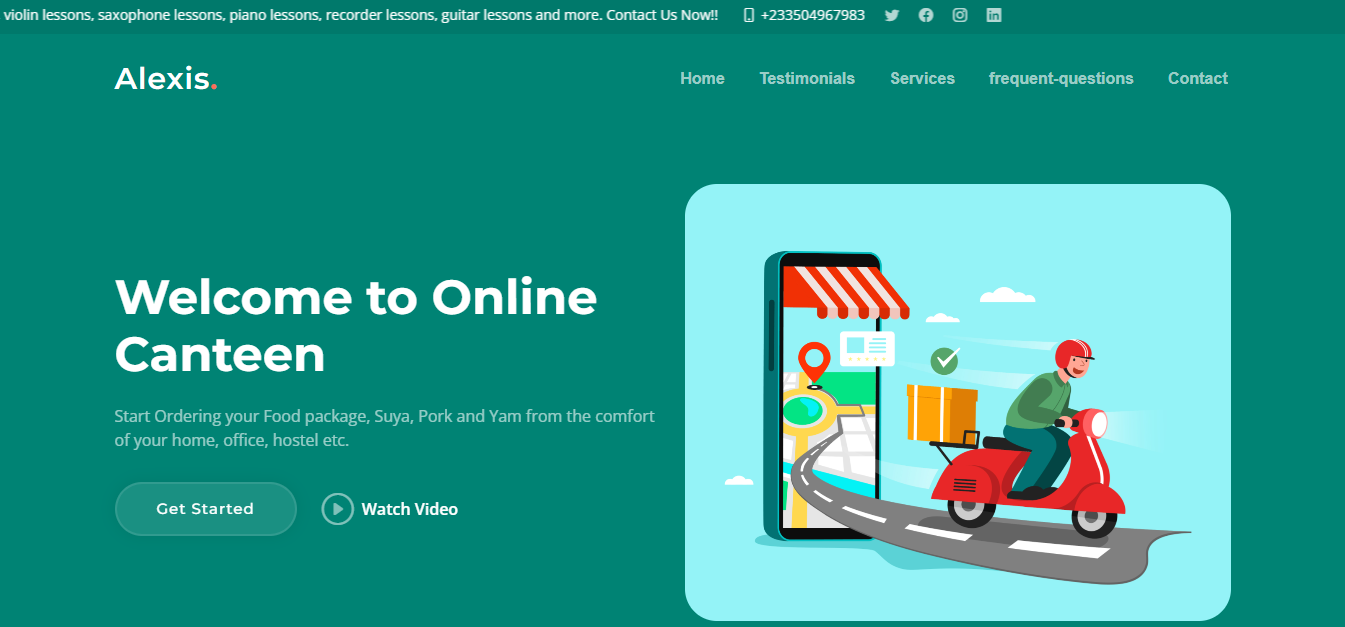 violin lessons, saxophone lessons, piano lessons, recorder lessons, guitar lessons and more. Contact Us Now!! +233504967983
Alexis.
Home Testimonials Services frequent-questions Contact
Welcome to Online
Canteen
Start Ordering your Food package, Suya, Pork and Yam from the comfort
of your home, office, hostel etc.
Get Started Watch Video